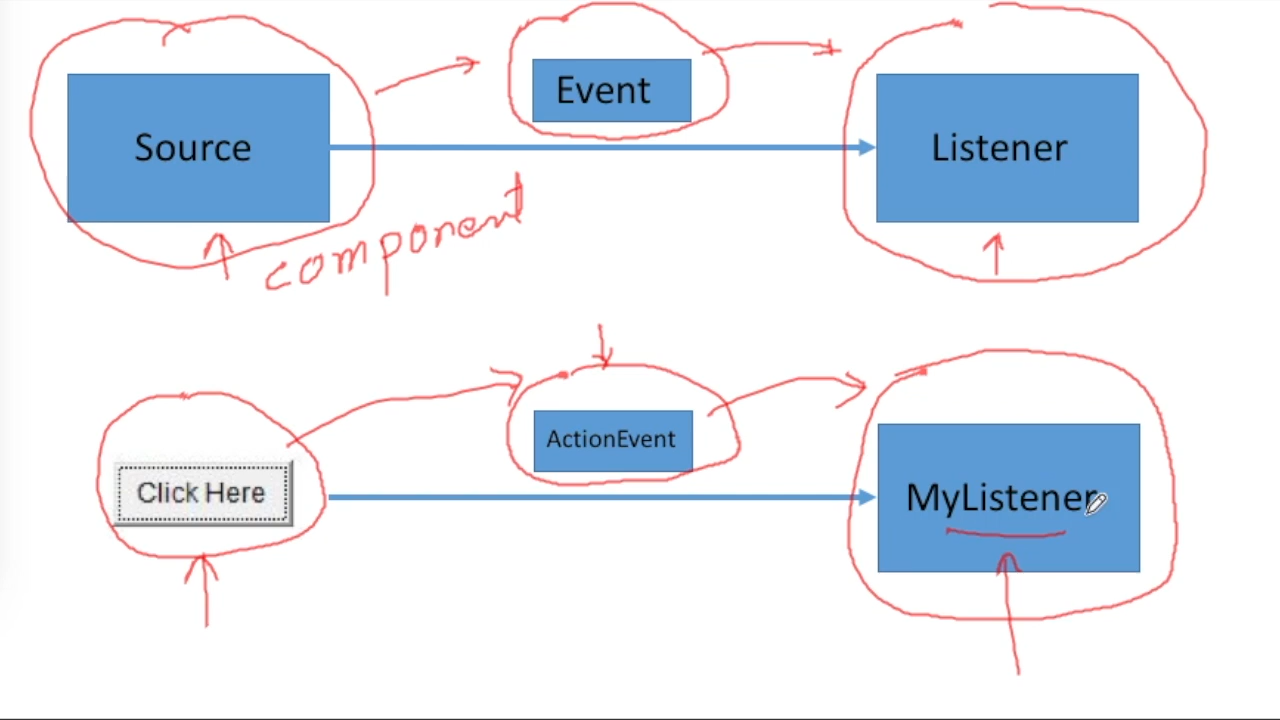 Event
Source
Listener
component
ActionEvent
Click Here
MyListener